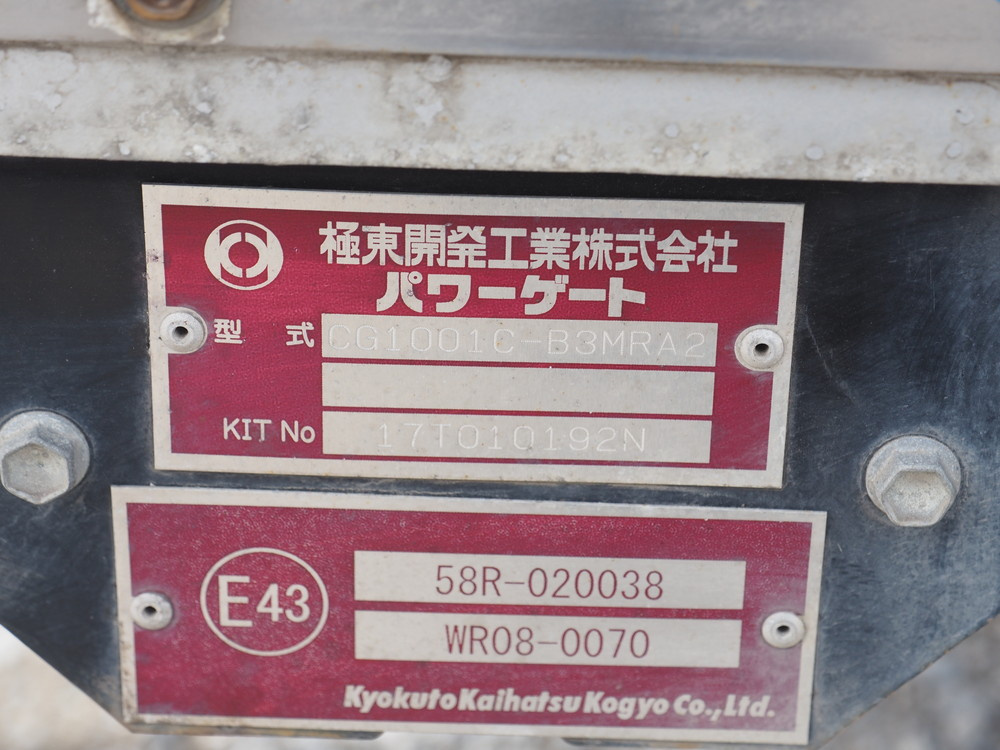 極東開発工業株式会社
パワーゲート
型 式 CG1001C-B3MRA2
KIT No 17T010192N
E43
58R-020038
WR08-0070
Kyokuto Kaihatsu Kogyo Co., Ltd.